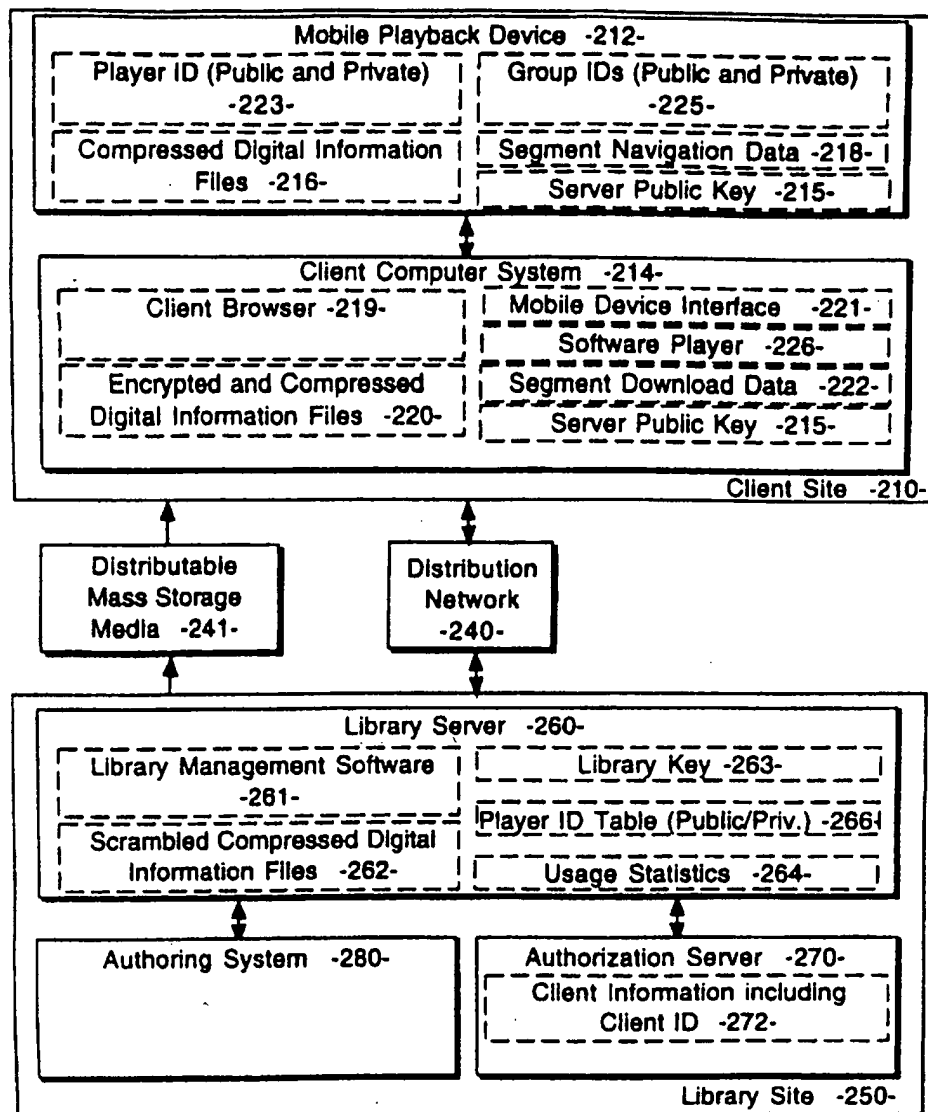 Mobile Playback Device -212-
Player ID (Public and Private)
-223-
Group IDs (Public and Private)
-225-
Compressed Digital Information
Files -216-
Segment Navigation Data -218-
Server Public Key -215-
Client Computer System -214-
Client Browser -219-
Mobile Device Interface -221-
Software Player -226-
Encrypted and Compressed
Digital Information Files -220-
Segment Download Data -222-
Server Public Key -215-
Client Site -210-
Distributable
Mass Storage
Media -241-
Distribution
Network
-240-
Library Server -260-
Library Management Software
-261-
Library Key -263-
Player ID Table (Public/Priv.) -266-
Scrambled Compressed Digital
Information Files -262-
Usage Statistics -264-
Authoring System -280-
Authorization Server -270-
Client Information including
Client ID -272-
Library Site -250-